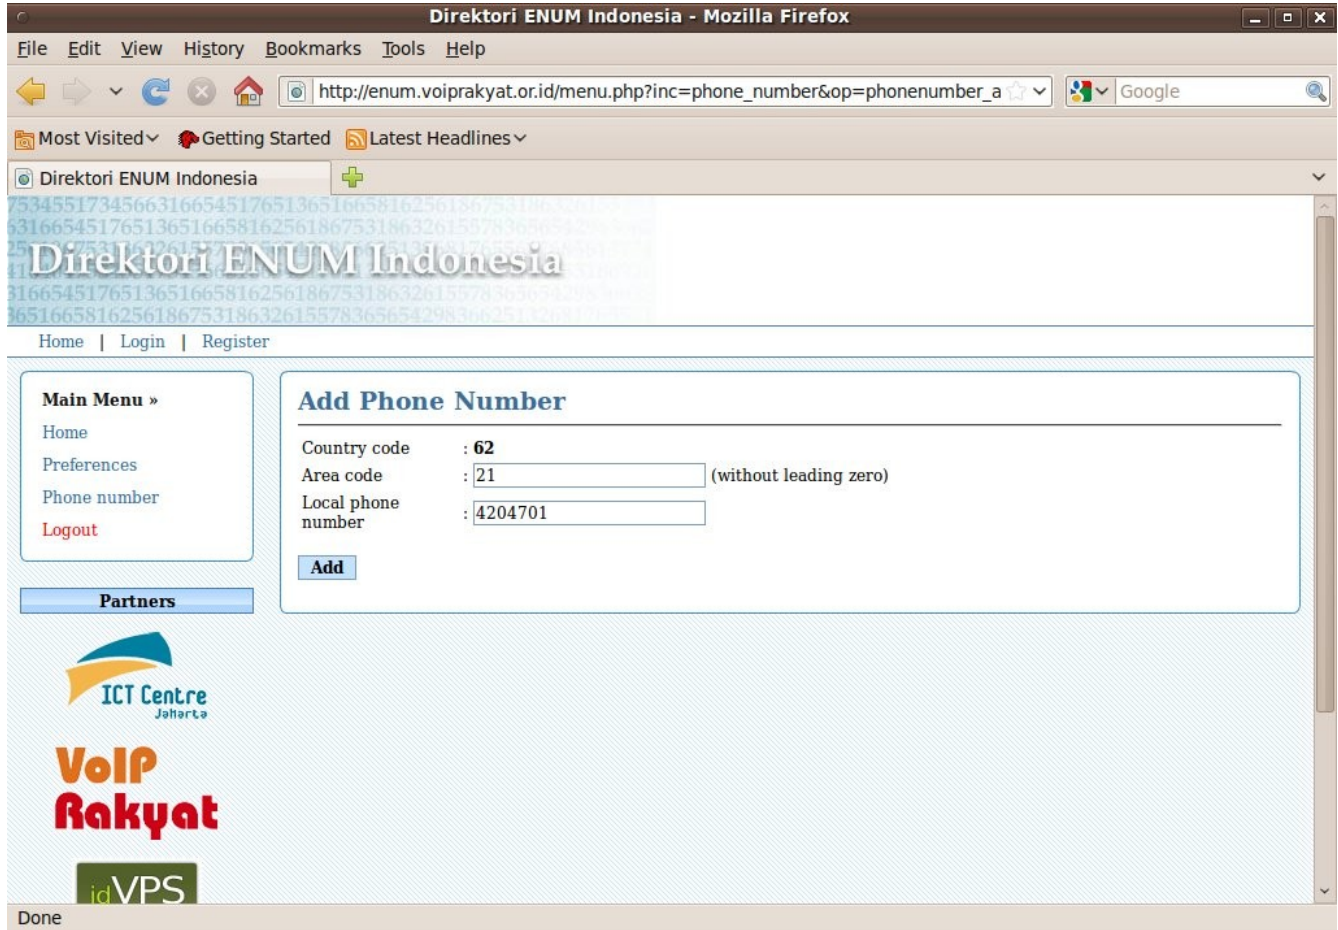 Direktori ENUM Indonesia - Mozilla Firefox
File Edit View History Bookmarks Tools Help
http://enum.voiprakyat.or.id/menu.php?inc=phone_number&op=phonenumber_a
Google
Most Visited Getting Started Latest Headlines
Direktori ENUM Indonesia
Direktori ENUM Indonesia
Home | Login | Register
Main Menu »
Home
Preferences
Phone number
Logout
Add Phone Number
Country code : 62
Area code : 21 (without leading zero)
Local phone
number : 4204701
Add
Partners
ICT Centre
Jakarta
VoIP
Rakyat
idVPS
Done